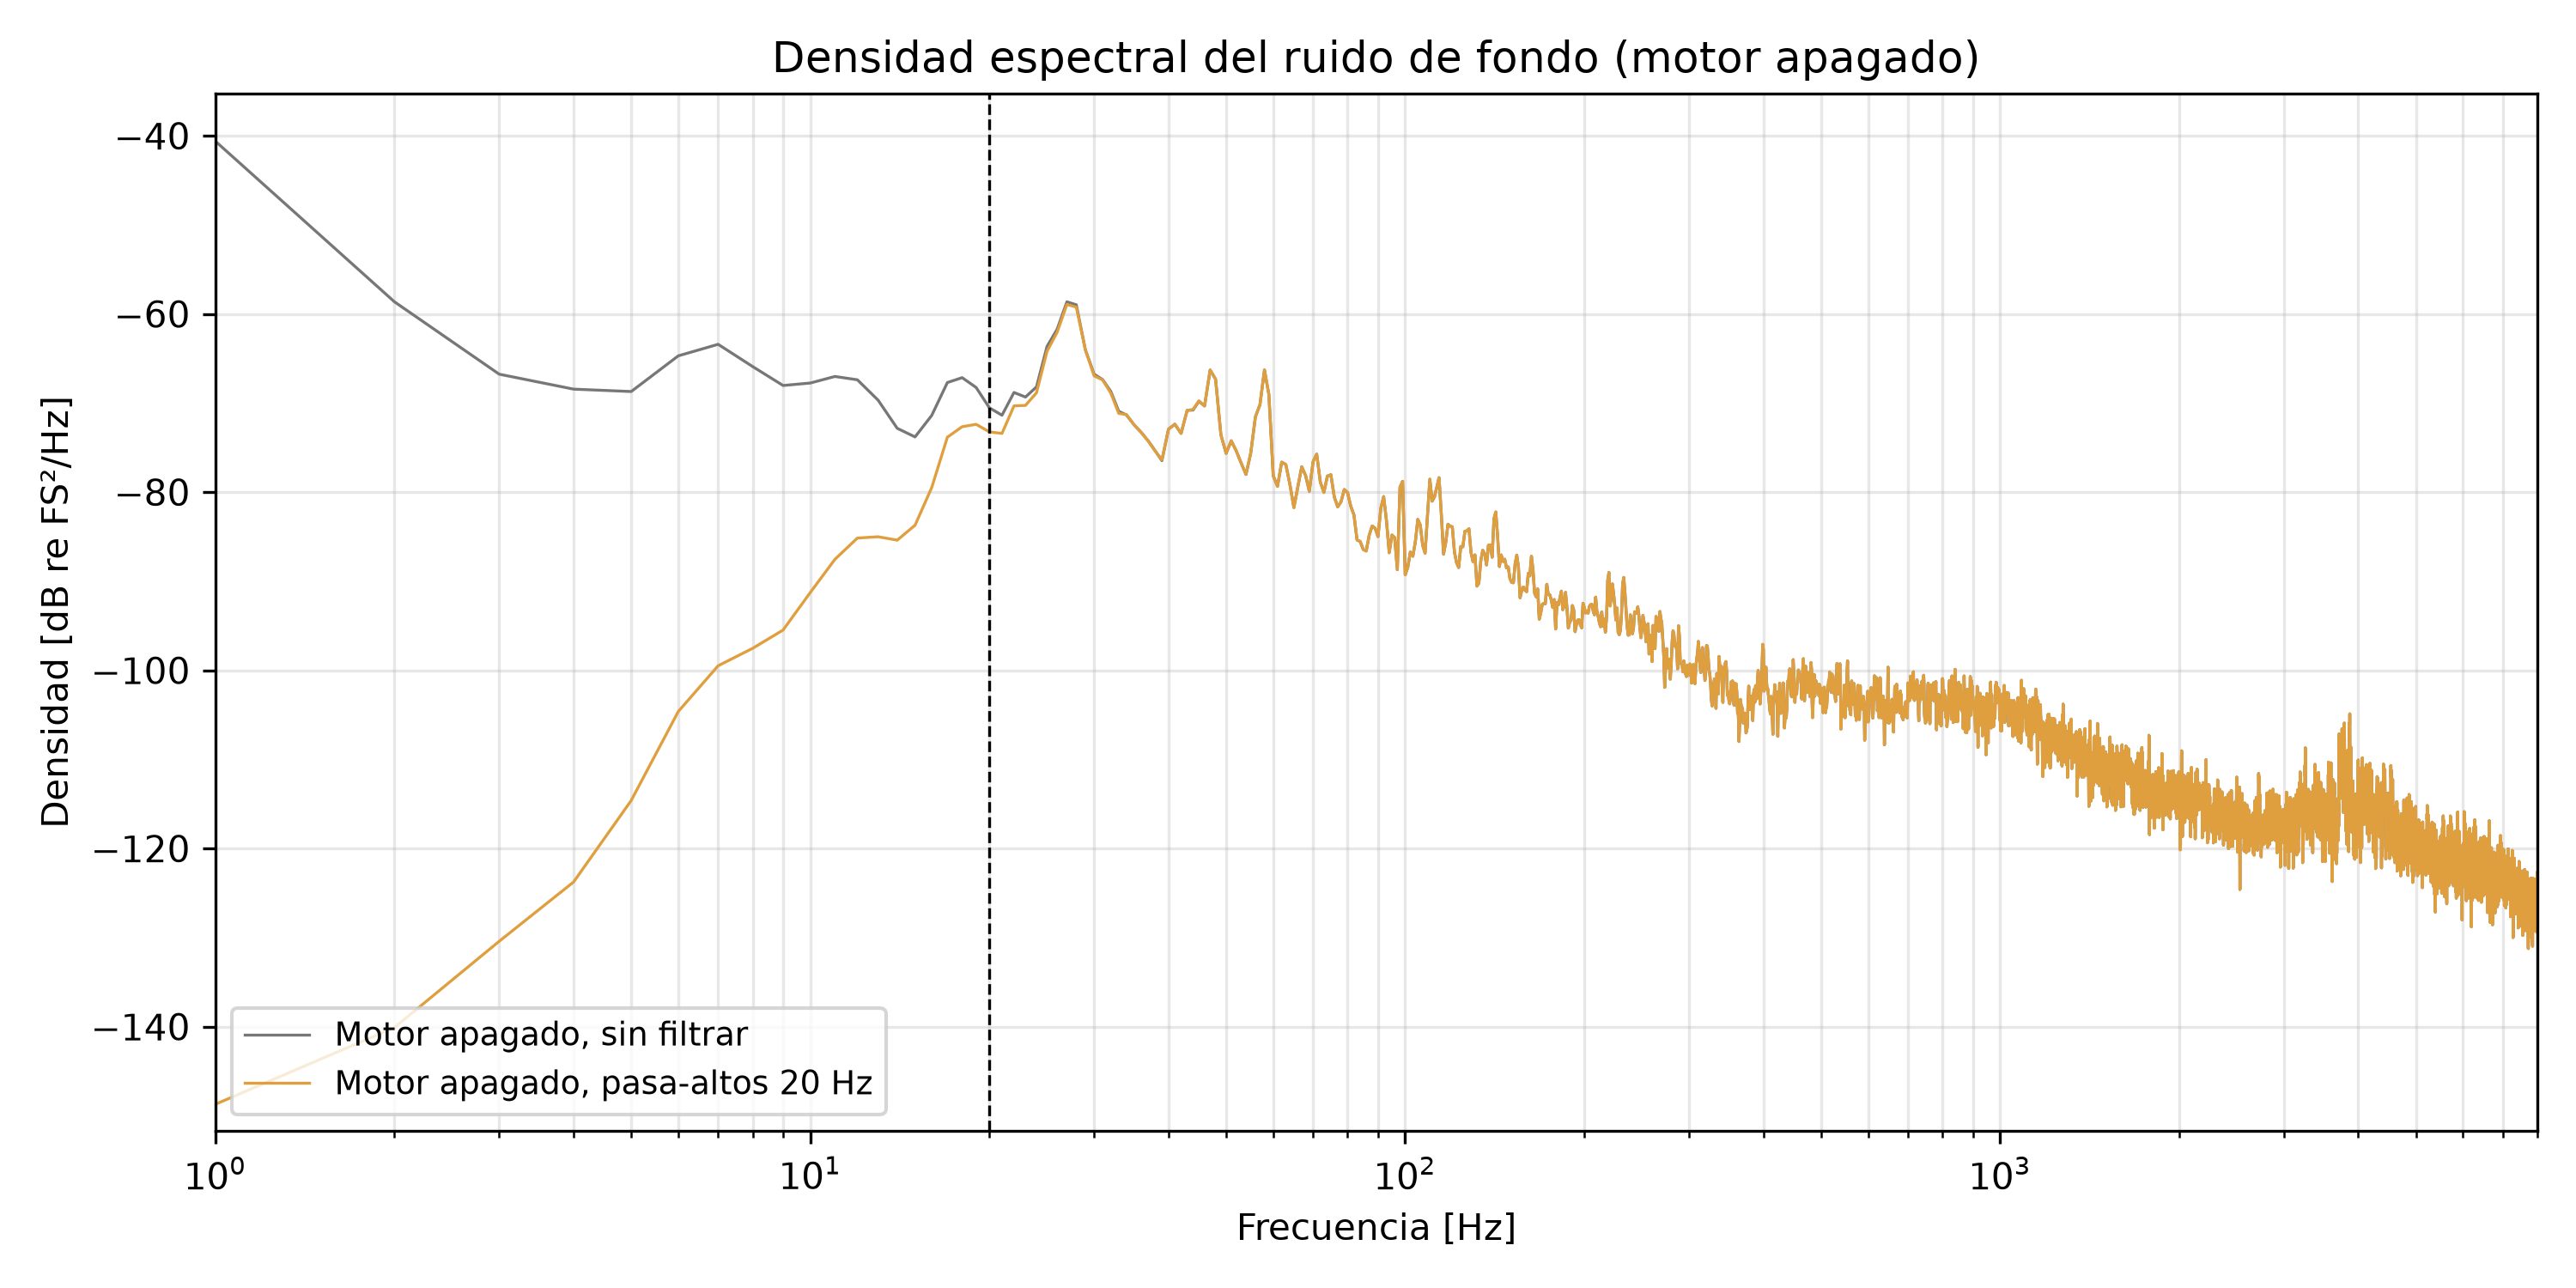 Densidad espectral del ruido de fondo (motor apagado)
Densidad [dB re FS²/Hz]
−40
−60
−80
−100
−120
−140
Motor apagado, sin filtrar
Motor apagado, pasa-altos 20 Hz
10⁰
10¹
10²
10³
Frecuencia [Hz]